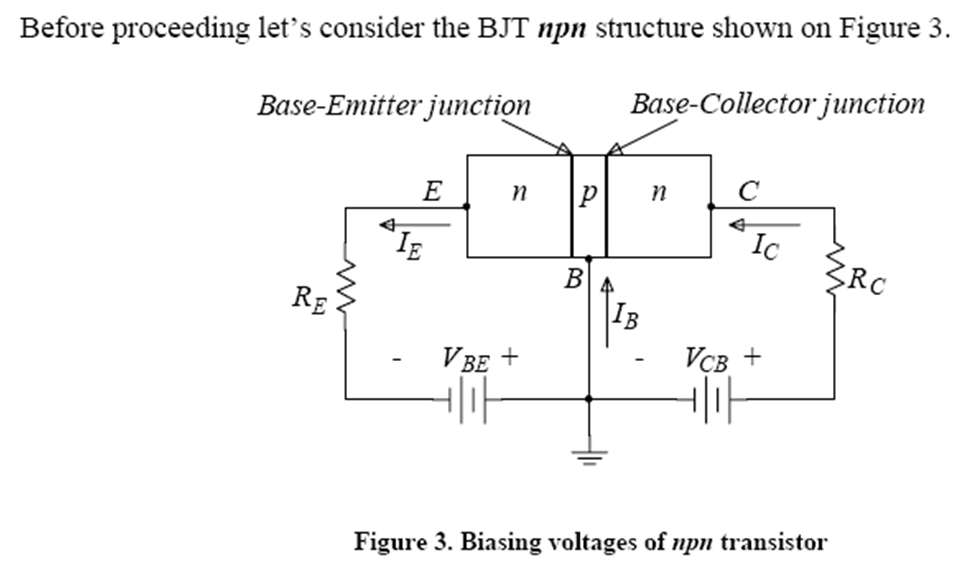 Before proceeding let's consider the BJT npn structure shown on Figure 3.
Base-Emitter junction Base-Collector junction
E n p n C
IE IC
B
RE RC
IB
- VBE + - VCB +
Figure 3. Biasing voltages of npn transistor